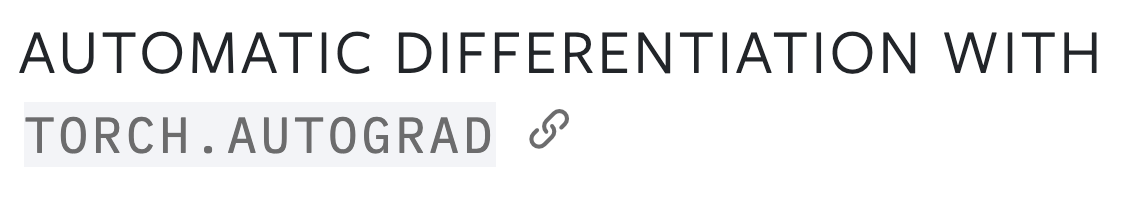 AUTOMATIC DIFFERENTIATION WITH
TORCH.AUTOGRAD